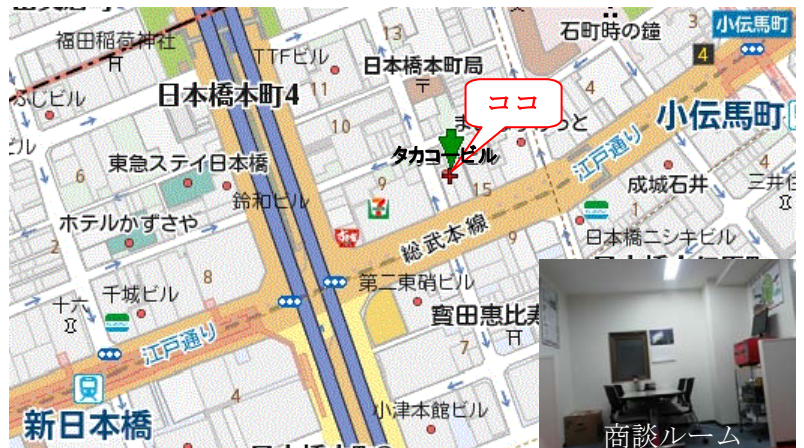 小伝馬町
石町時の鐘
3
4
13
福田稲荷神社
TTFビル
日本橋本町局
ココ
4
ふじビル
日本橋本町4
11
10
小伝馬町
江戸通り
タカコービル
東急ステイ日本橋
6
9
15
成城石井
4
鈴和ビル
ホテルかずさや
1
総武本線
日本橋ニシキビル
9
2
8
第二東硝ビル
千城ビル
十六
寳田恵比寿
江戸通り
7
4
新日本橋
小津本館ビル
商談ルーム